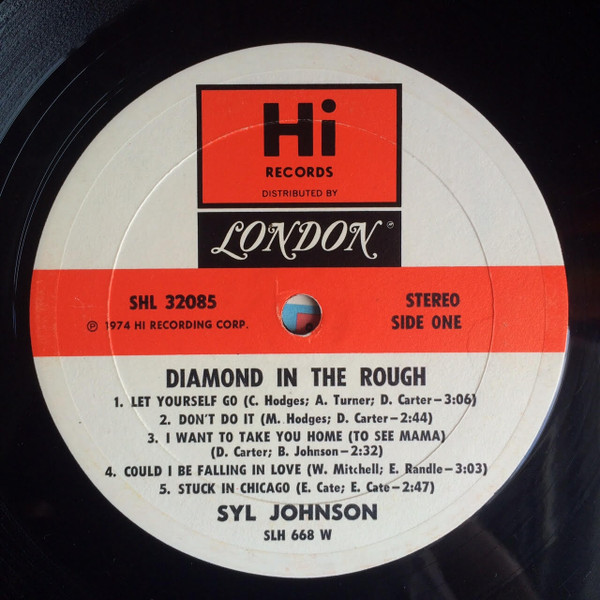 Hi
RECORDS
DISTRIBUTED BY
LONDON®
SHL 32085
STEREO
℗ 1974 HI RECORDING CORP.
SIDE ONE
DIAMOND IN THE ROUGH
1. LET YOURSELF GO (C. Hodges; A. Turner; D. Carter—3:06)
2. DON'T DO IT (M. Hodges; D. Carter—2:44)
3. I WANT TO TAKE YOU HOME (TO SEE MAMA)
(D. Carter; B. Johnson—2:32)
4. COULD I BE FALLING IN LOVE (W. Mitchell; E. Randle—3:03)
5. STUCK IN CHICAGO (E. Cate; E. Cate—2:47)
SYL JOHNSON
SLH 668 W